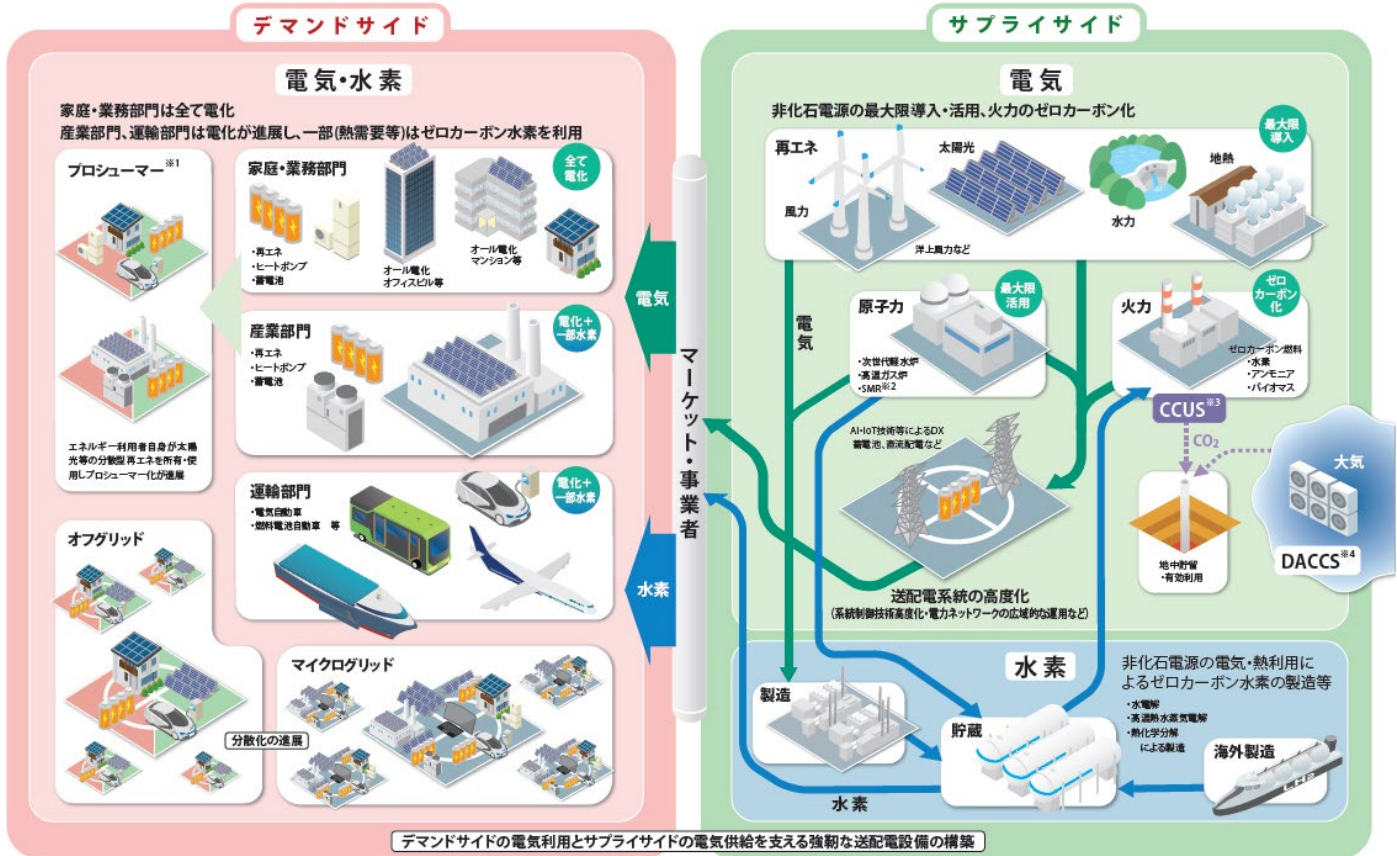 デマンドサイド
電気・水素
家庭・業務部門は全て電化
産業部門、運輸部門は電化が進展し、一部(熱需要等)はゼロカーボン水素を利用
プロシューマー※1
エネルギー利用者自身が太陽
光等の分散型再エネを所有・使
用しプロシューマー化が進展
家庭・業務部門
全て
電化
・再エネ
・ヒートポンプ
・蓄電池
オール電化
オフィスビル等
オール電化
マンション等
産業部門
電化＋
一部水素
・再エネ
・ヒートポンプ
・蓄電池
運輸部門
電化＋
一部水素
・電気自動車
・燃料電池自動車 等
オフグリッド
マイクログリッド
分散化の進展
電気
水素
マーケット・事業者
サプライサイド
電気
非化石電源の最大限導入・活用、火力のゼロカーボン化
再エネ
最大限
導入
風力
太陽光
水力
地熱
洋上風力など
電気
原子力
最大限
活用
・次世代軽水炉
・高温ガス炉
・SMR※2
火力
ゼロ
カーボン
化
ゼロカーボン燃料
・水素
・アンモニア
・バイオマス
CCUS※3
CO2
大気
DACCS※4
地中貯留
・有効利用
AI・IoT技術等によるDX
蓄電池、直流配電など
送配電系統の高度化
(系統制御技術高度化・電力ネットワークの広域的な運用など)
水素
非化石電源の電気・熱利用に
よるゼロカーボン水素の製造等
・水電解
・高温熱水蒸気電解
・熱化学分解
による製造
製造
貯蔵
海外製造
LH2
水素
デマンドサイドの電気利用とサプライサイドの電気供給を支える強靭な送配電設備の構築